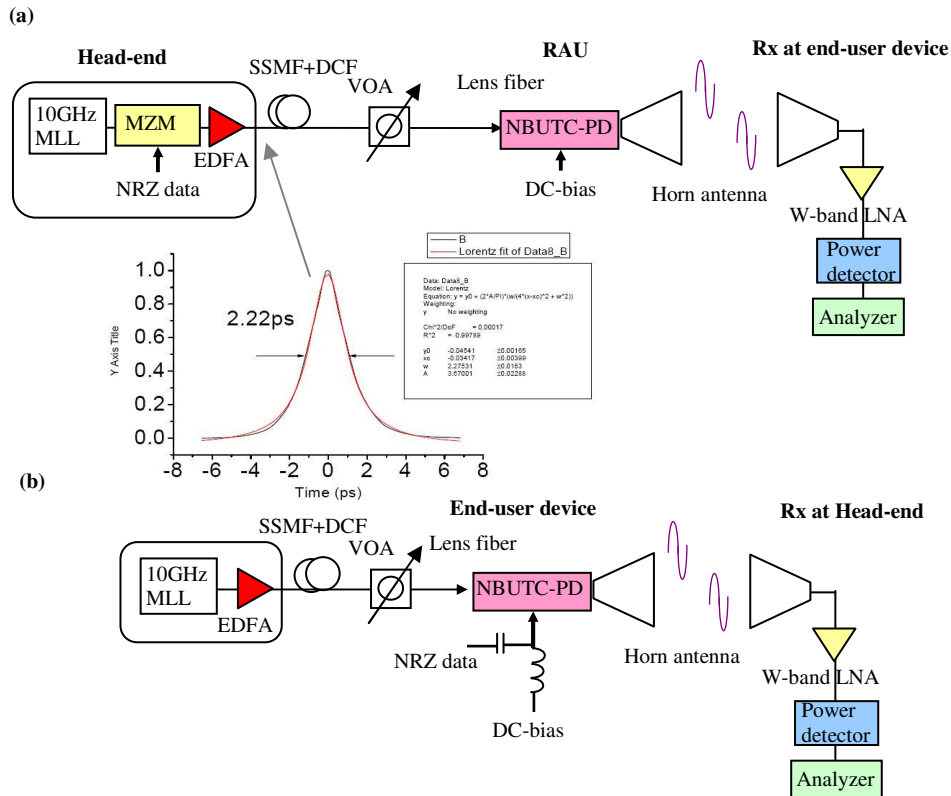 (a)
Head-end
10GHz
MLL
MZM
EDFA
NRZ data
SSMF+DCF
VOA
Lens fiber
RAU
NBUTC-PD
DC-bias
Horn antenna
Rx at end-user device
W-band LNA
Power
detector
Analyzer
B
Lorentz fit of Data8_B
Data: Data8_B
Model: Lorentz
Equation: y = y0 + (2*A/PI)*(w/(4*(x-xc)^2 + w^2))
Weighting:
y No weighting
Chi^2/DoF = 0.00017
R^2 = 0.99789
y0 -0.04541 ±0.00165
xc -0.03417 ±0.00399
w 2.27531 ±0.0153
A 3.67001 ±0.02288
2.22ps
Y Axis Title
1.0
0.8
0.6
0.4
0.2
0.0
-8 -6 -4 -2 0 2 4 6 8
Time (ps)
(b)
10GHz
MLL
EDFA
SSMF+DCF
VOA
Lens fiber
End-user device
NBUTC-PD
NRZ data
DC-bias
Horn antenna
Rx at Head-end
W-band LNA
Power
detector
Analyzer